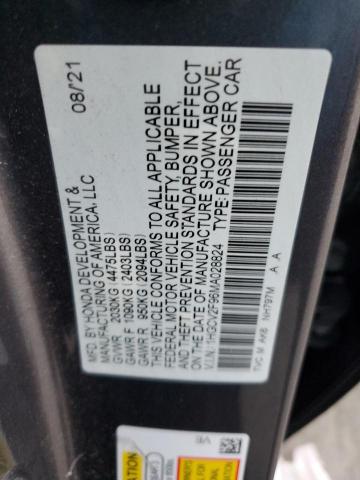 MFD. BY HONDA DEVELOPMENT & 08/21
MANUFACTURING OF AMERICA, LLC
GVWR 2030KG (4475LBS)
GAWR F 1090KG (2403LBS)
GAWR R 950KG (2094LBS)
THIS VEHICLE CONFORMS TO ALL APPLICABLE
FEDERAL MOTOR VEHICLE SAFETY, BUMPER,
AND THEFT PREVENTION STANDARDS IN EFFECT
ON THE DATE OF MANUFACTURE SHOWN ABOVE.
V.I.N.: 1HGCV2F96MA028824 TYPE: PASSENGER CAR
TVC M AK6 NH797M A A